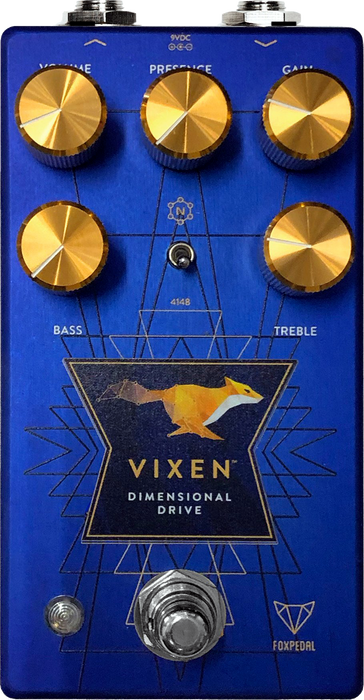 9VDC
VOLUME PRESENCE GAIN
N
4148
BASS TREBLE
VIXEN™
DIMENSIONAL
DRIVE
FOXPEDAL